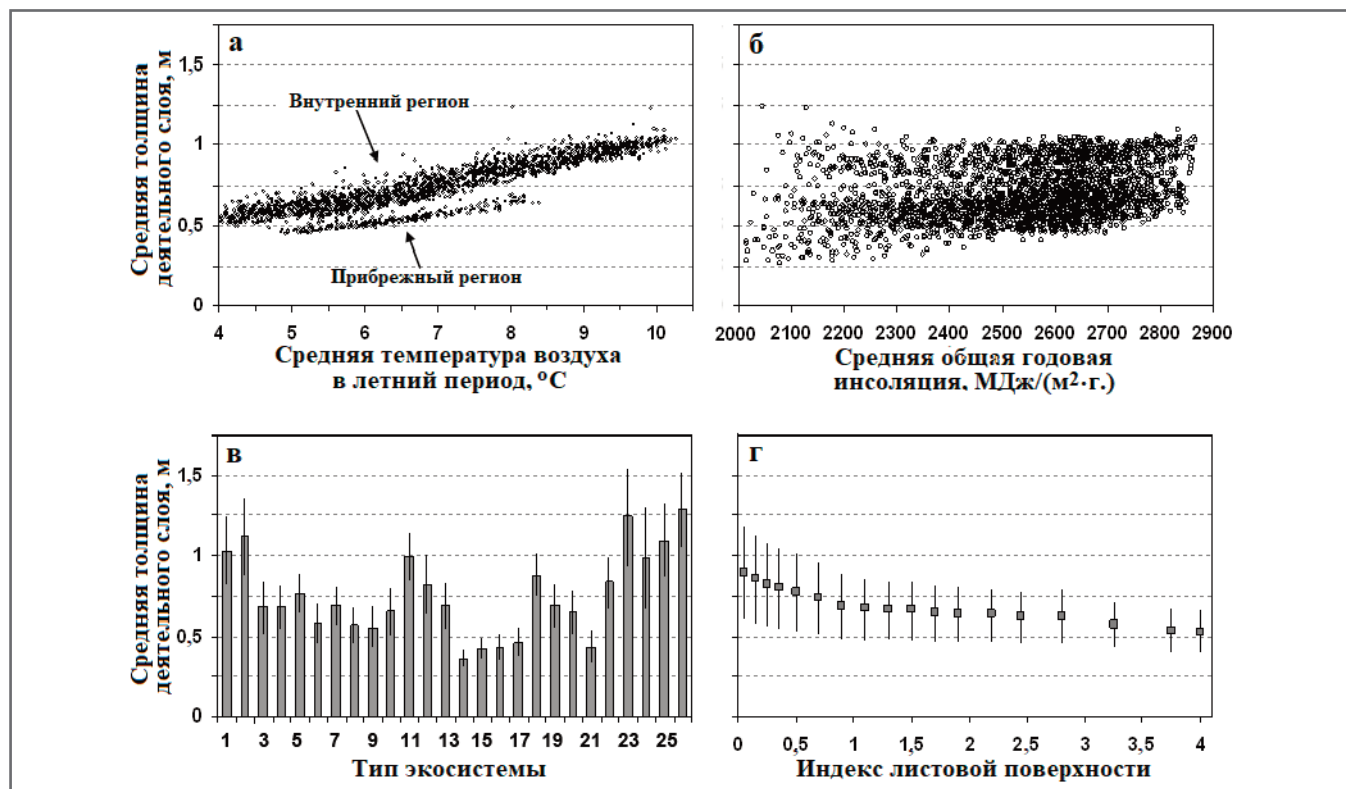 а
Средняя толщина
деятельного слоя, м
1,5
1
0,5
0
Внутренний регион
Прибрежный регион
4 5 6 7 8 9 10
Средняя температура воздуха
в летний период, °С
б
2000 2100 2200 2300 2400 2500 2600 2700 2800 2900
Средняя общая годовая
инсоляция, МДж/(м²·г.)
в
Средняя толщина
деятельного слоя, м
1,5
1
0,5
0
1 3 5 7 9 11 13 15 17 19 21 23 25
Тип экосистемы
г
0 0,5 1 1,5 2 2,5 3 3,5 4
Индекс листовой поверхности